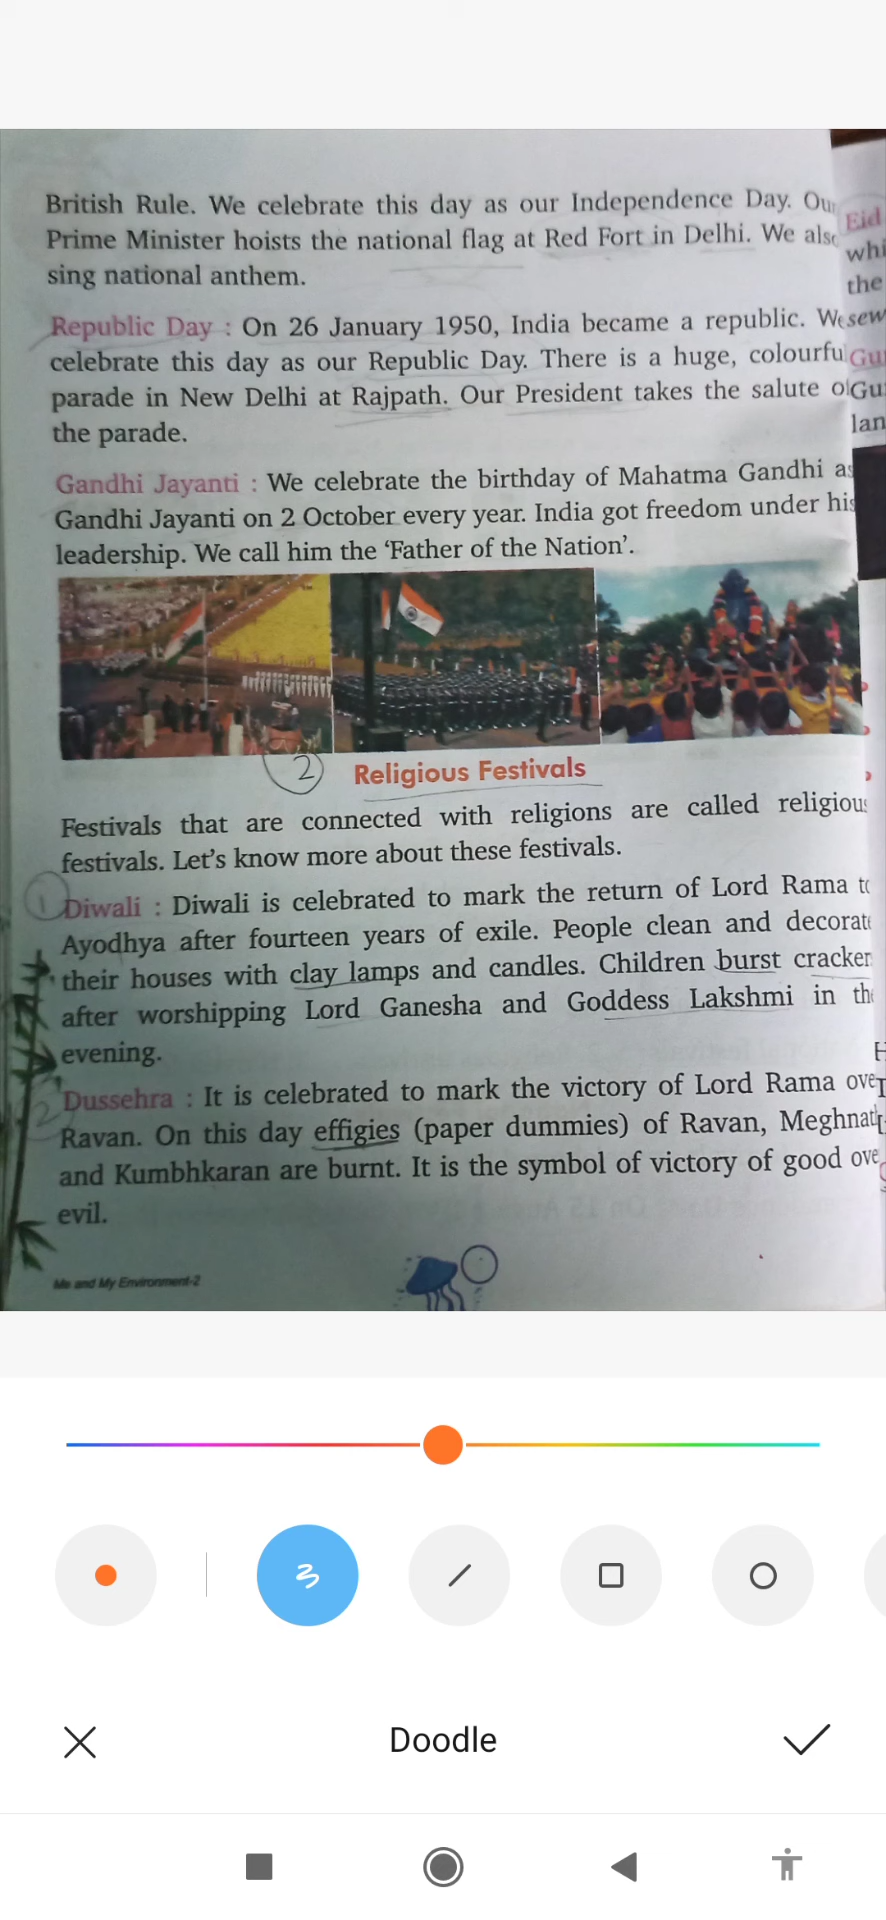 British Rule. We celebrate this day as our Independence Day. Our
Prime Minister hoists the national flag at Red Fort in Delhi. We also
sing national anthem.
Republic Day : On 26 January 1950, India became a republic. We
celebrate this day as our Republic Day. There is a huge, colourfu
parade in New Delhi at Rajpath. Our President takes the salute o
the parade.
Gandhi Jayanti : We celebrate the birthday of Mahatma Gandhi as
Gandhi Jayanti on 2 October every year. India got freedom under his
leadership. We call him the ‘Father of the Nation’.
2 Religious Festivals
Festivals that are connected with religions are called religious
festivals. Let’s know more about these festivals.
1 Diwali : Diwali is celebrated to mark the return of Lord Rama to
Ayodhya after fourteen years of exile. People clean and decorate
their houses with clay lamps and candles. Children burst cracker
after worshipping Lord Ganesha and Goddess Lakshmi in the
evening.
2 Dussehra : It is celebrated to mark the victory of Lord Rama over
Ravan. On this day effigies (paper dummies) of Ravan, Meghnath
and Kumbhkaran are burnt. It is the symbol of victory of good ove
evil.
Me and My Environment-2
Eid
whi
the
sew
Gu
Gu
lan
Doodle